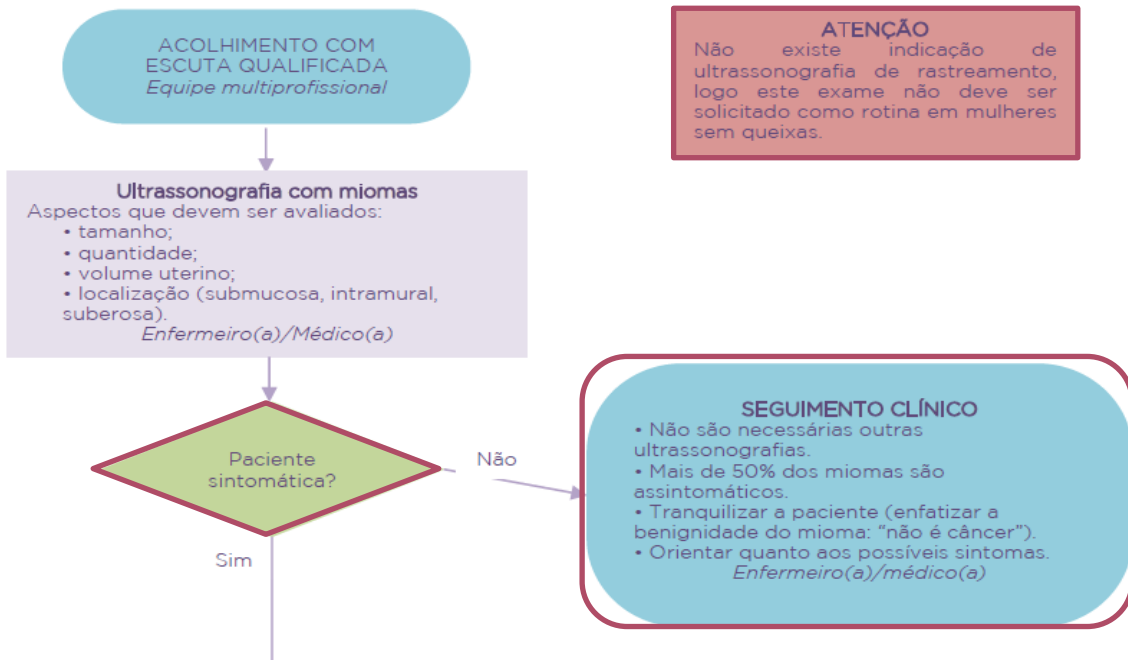 ACOLHIMENTO COM
ESCUTA QUALIFICADA
Equipe multiprofissional
ATENÇÃO
Não existe indicação de
ultrassonografia de rastreamento,
logo este exame não deve ser
solicitado como rotina em mulheres
sem queixas.
Ultrassonografia com miomas
Aspectos que devem ser avaliados:
• tamanho;
• quantidade;
• volume uterino;
• localização (submucosa, intramural,
suberosa).
Enfermeiro(a)/Médico(a)
Paciente
sintomática?
Não
Sim
SEGUIMENTO CLÍNICO
• Não são necessárias outras
ultrassonografias.
• Mais de 50% dos miomas são
assintomáticos.
• Tranquilizar a paciente (enfatizar a
benignidade do mioma: “não é câncer”).
• Orientar quanto aos possíveis sintomas.
Enfermeiro(a)/médico(a)